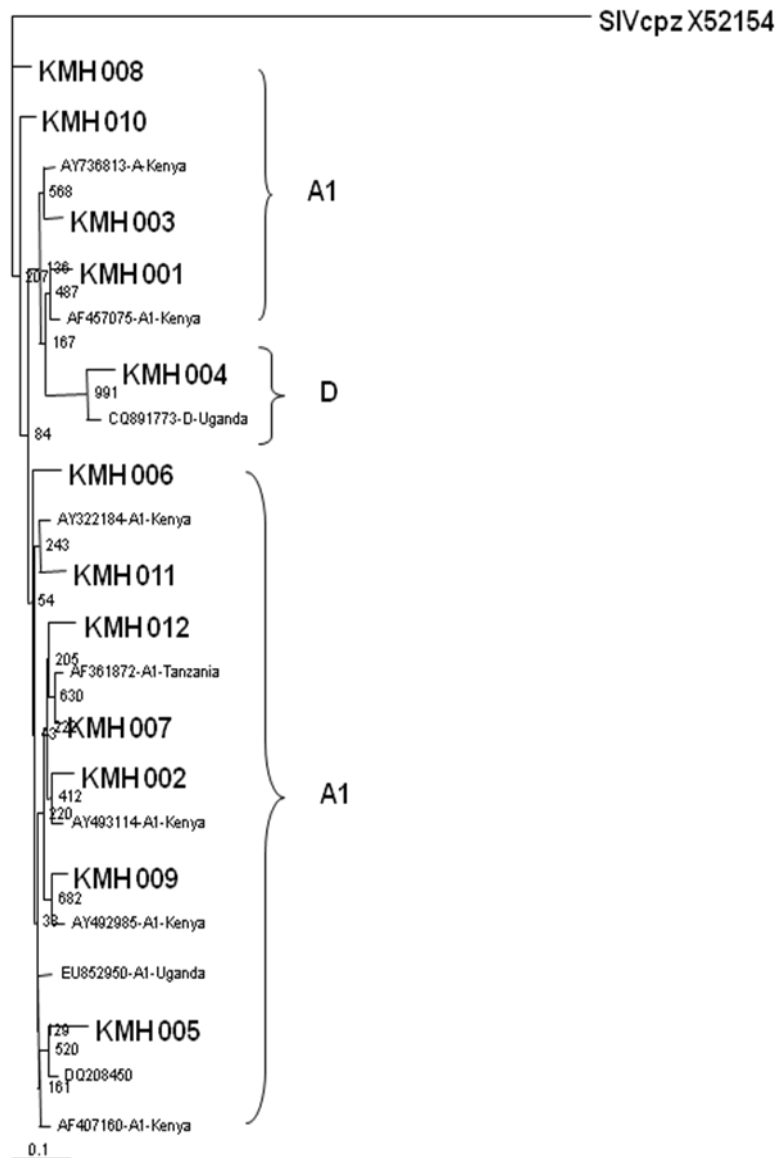 SIVcpz X52154
KMH 008
KMH 010
AY736813-A-Kenya
568
KMH 003
A1
136
KMH 001
207
487
AF457075-A1-Kenya
167
KMH 004
991
D
CQ891773-D-Uganda
84
KMH 006
AY322184-A1-Kenya
243
KMH 011
54
KMH 012
205
AF361872-A1-Tanzania
630
KMH 007
43
KMH 002
412
A1
220
AY493114-A1-Kenya
KMH 009
682
38
AY492985-A1-Kenya
EU852950-A1-Uganda
129
KMH 005
520
DQ208450
161
AF407160-A1-Kenya
0.1